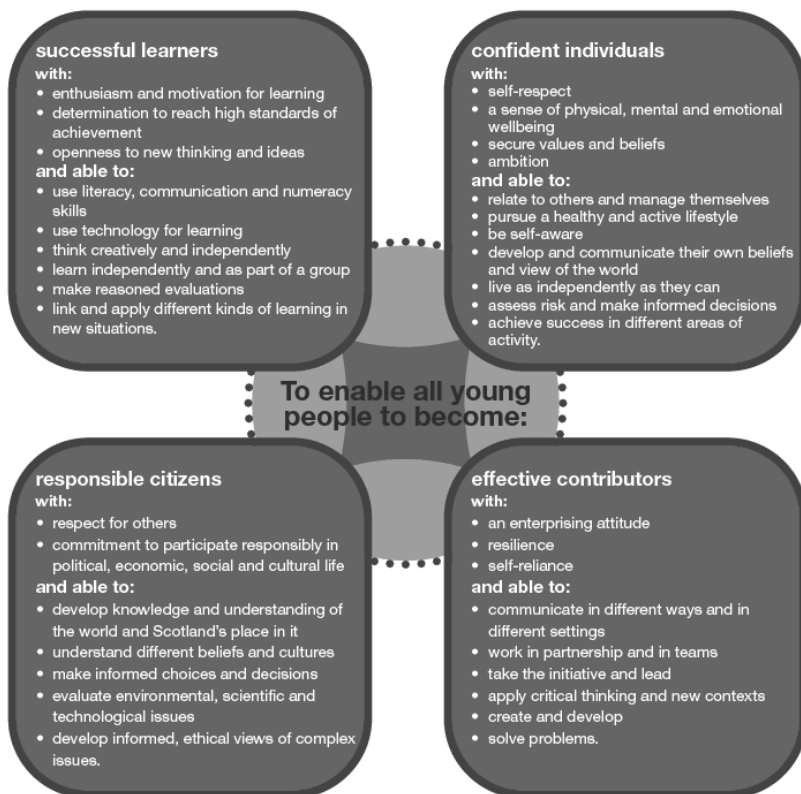 successful learners
with:
• enthusiasm and motivation for learning
• determination to reach high standards of
achievement
• openness to new thinking and ideas
and able to:
• use literacy, communication and numeracy
skills
• use technology for learning
• think creatively and independently
• learn independently and as part of a group
• make reasoned evaluations
• link and apply different kinds of learning in
new situations.
confident individuals
with:
• self-respect
• a sense of physical, mental and emotional
wellbeing
• secure values and beliefs
• ambition
and able to:
• relate to others and manage themselves
• pursue a healthy and active lifestyle
• be self-aware
• develop and communicate their own beliefs
and view of the world
• live as independently as they can
• assess risk and make informed decisions
• achieve success in different areas of
activity.
To enable all young
people to become:
responsible citizens
with:
• respect for others
• commitment to participate responsibly in
political, economic, social and cultural life
and able to:
• develop knowledge and understanding of
the world and Scotland's place in it
• understand different beliefs and cultures
• make informed choices and decisions
• evaluate environmental, scientific and
technological issues
• develop informed, ethical views of complex
issues.
effective contributors
with:
• an enterprising attitude
• resilience
• self-reliance
and able to:
• communicate in different ways and in
different settings
• work in partnership and in teams
• take the initiative and lead
• apply critical thinking and new contexts
• create and develop
• solve problems.